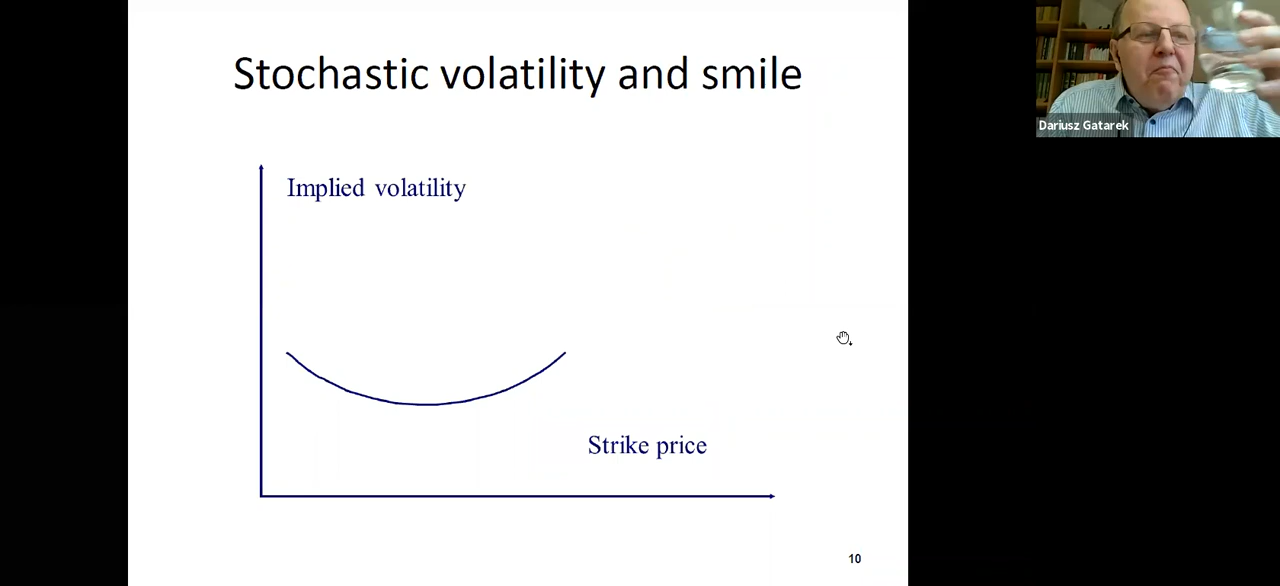 Stochastic volatility and smile
Dariusz Gatarek
Implied volatility
Strike price
10